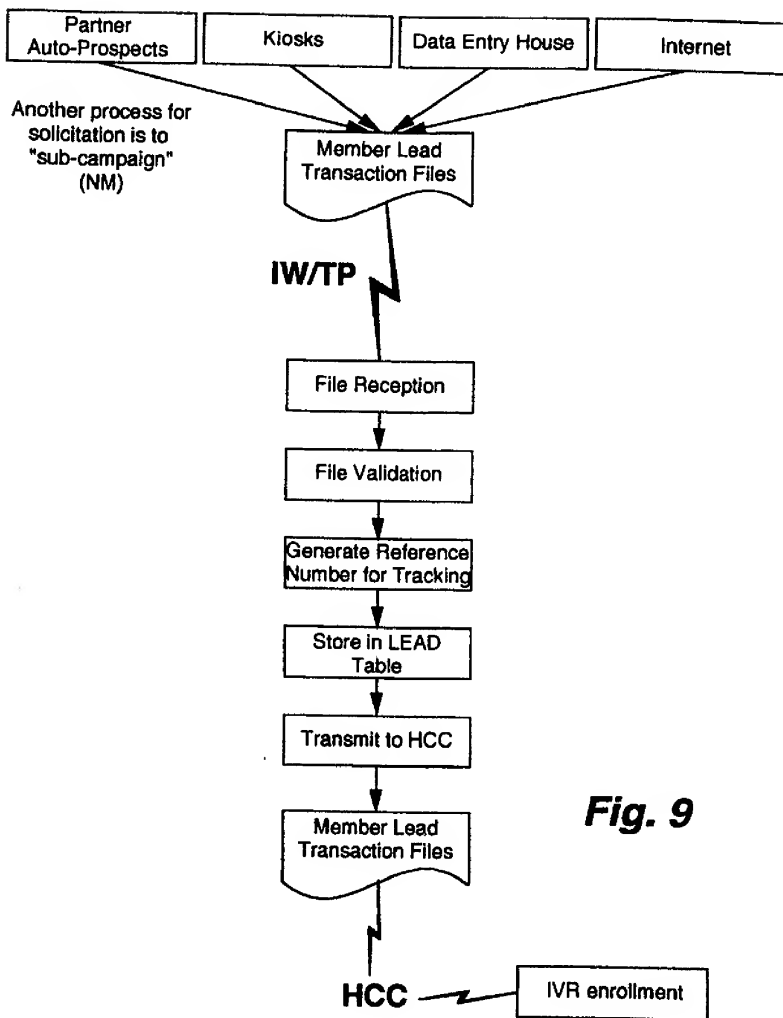 Partner
Auto-Prospects
Kiosks
Data Entry House
Internet
Another process for
solicitation is to
"sub-campaign"
(NM)
Member Lead
Transaction Files
IW/TP
File Reception
File Validation
Generate Reference
Number for Tracking
Store in LEAD
Table
Transmit to HCC
Member Lead
Transaction Files
Fig. 9
HCC
IVR enrollment